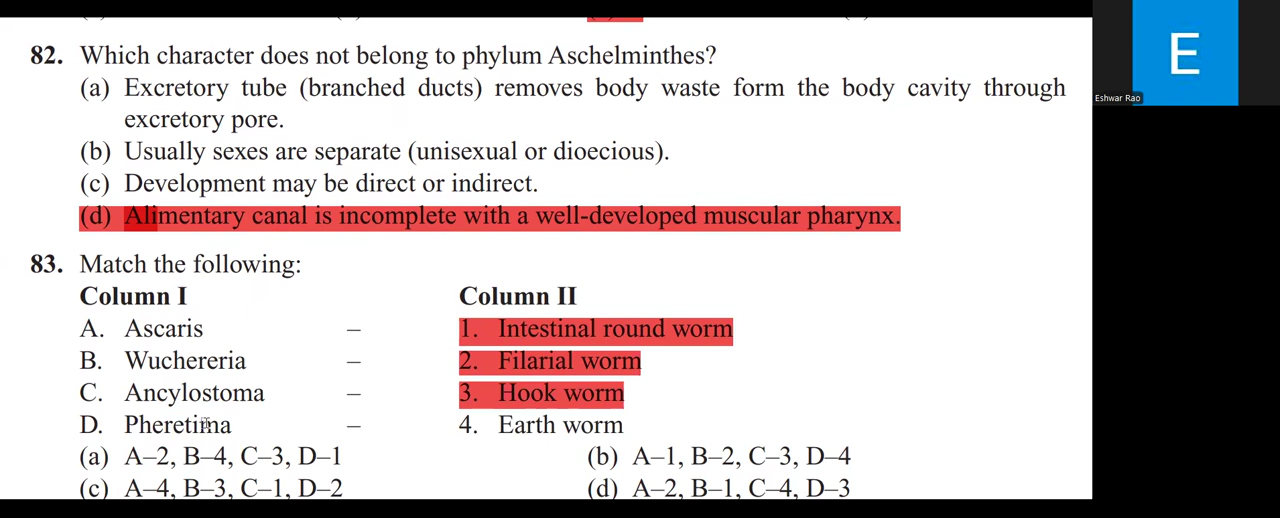 82. Which character does not belong to phylum Aschelminthes?
(a) Excretory tube (branched ducts) removes body waste form the body cavity through
excretory pore.
(b) Usually sexes are separate (unisexual or dioecious).
(c) Development may be direct or indirect.
(d) Alimentary canal is incomplete with a well-developed muscular pharynx.
83. Match the following:
Column I Column II
A. Ascaris – 1. Intestinal round worm
B. Wuchereria – 2. Filarial worm
C. Ancylostoma – 3. Hook worm
D. Pheretima – 4. Earth worm
(a) A–2, B–4, C–3, D–1 (b) A–1, B–2, C–3, D–4
(c) A–4, B–3, C–1, D–2 (d) A–2, B–1, C–4, D–3
E
Eshwar Rao